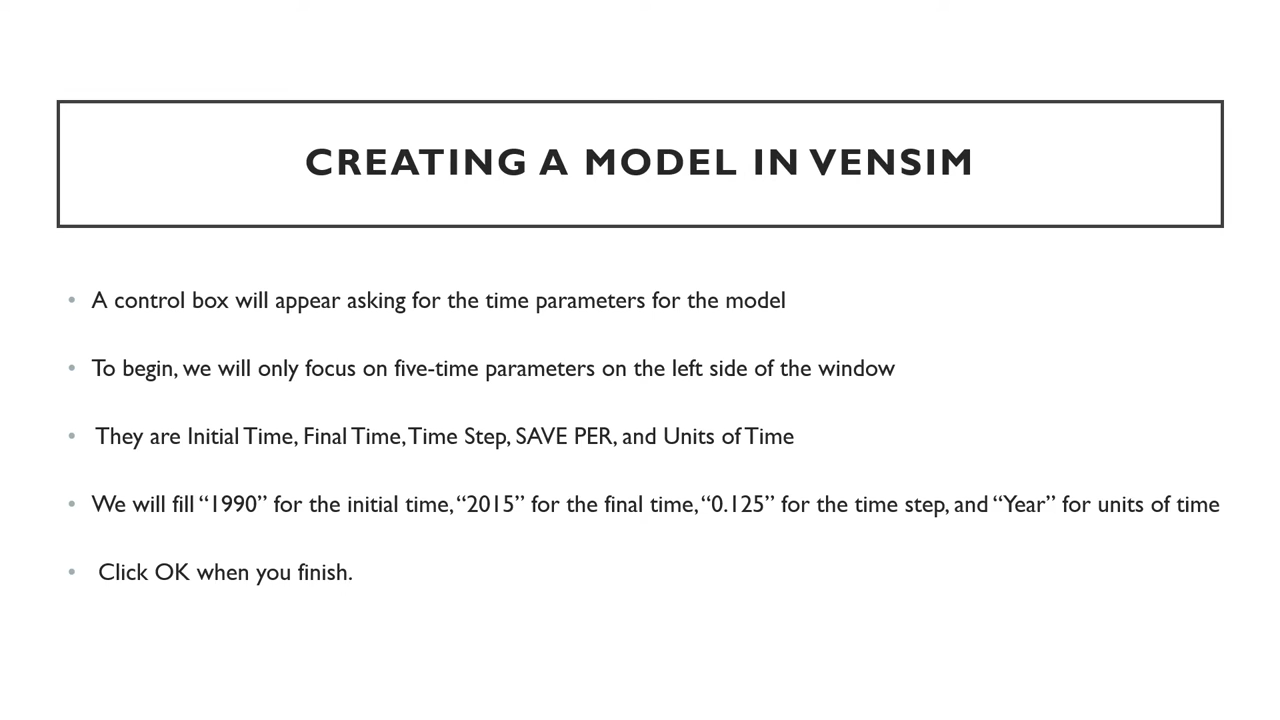 CREATING A MODEL IN VENSIM
• A control box will appear asking for the time parameters for the model
• To begin, we will only focus on five-time parameters on the left side of the window
• They are Initial Time, Final Time, Time Step, SAVE PER, and Units of Time
• We will fill “1990” for the initial time, “2015” for the final time, “0.125” for the time step, and “Year” for units of time
• Click OK when you finish.